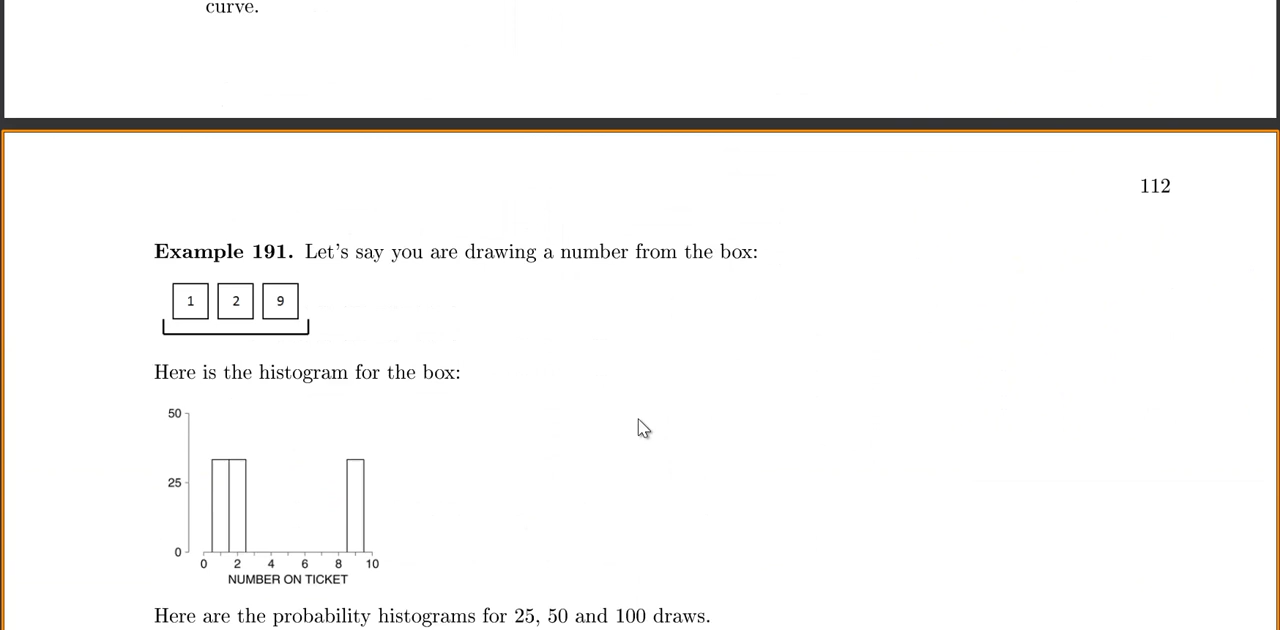 curve.
112
Example 191. Let's say you are drawing a number from the box:
1 2 9
Here is the histogram for the box:
50
25
0
0 2 4 6 8 10
NUMBER ON TICKET
Here are the probability histograms for 25, 50 and 100 draws.